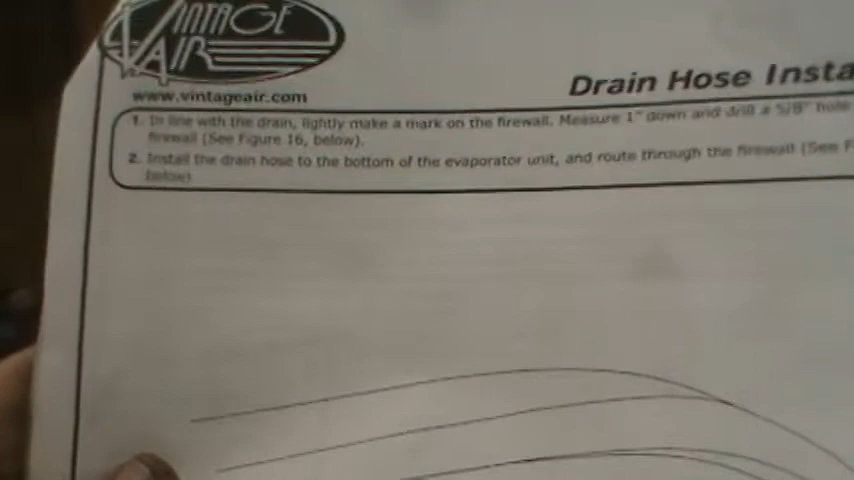 VINTAGE
AIR
www.vintageair.com
Drain Hose Insta
1. In line with the drain, lightly make a mark on the firewall. Measure 1" down and drill a 5/8" hole
firewall (See Figure 16, below).
2. Install the drain hose to the bottom of the evaporator unit, and route through the firewall (See F
below).